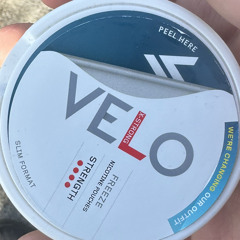 PEEL HERE
VELO
X-STRONG
FREEZE
NICOTINE POUCHES
STRENGTH
SLIM FORMAT
WE'RE CHANGING OUR OUTFIT